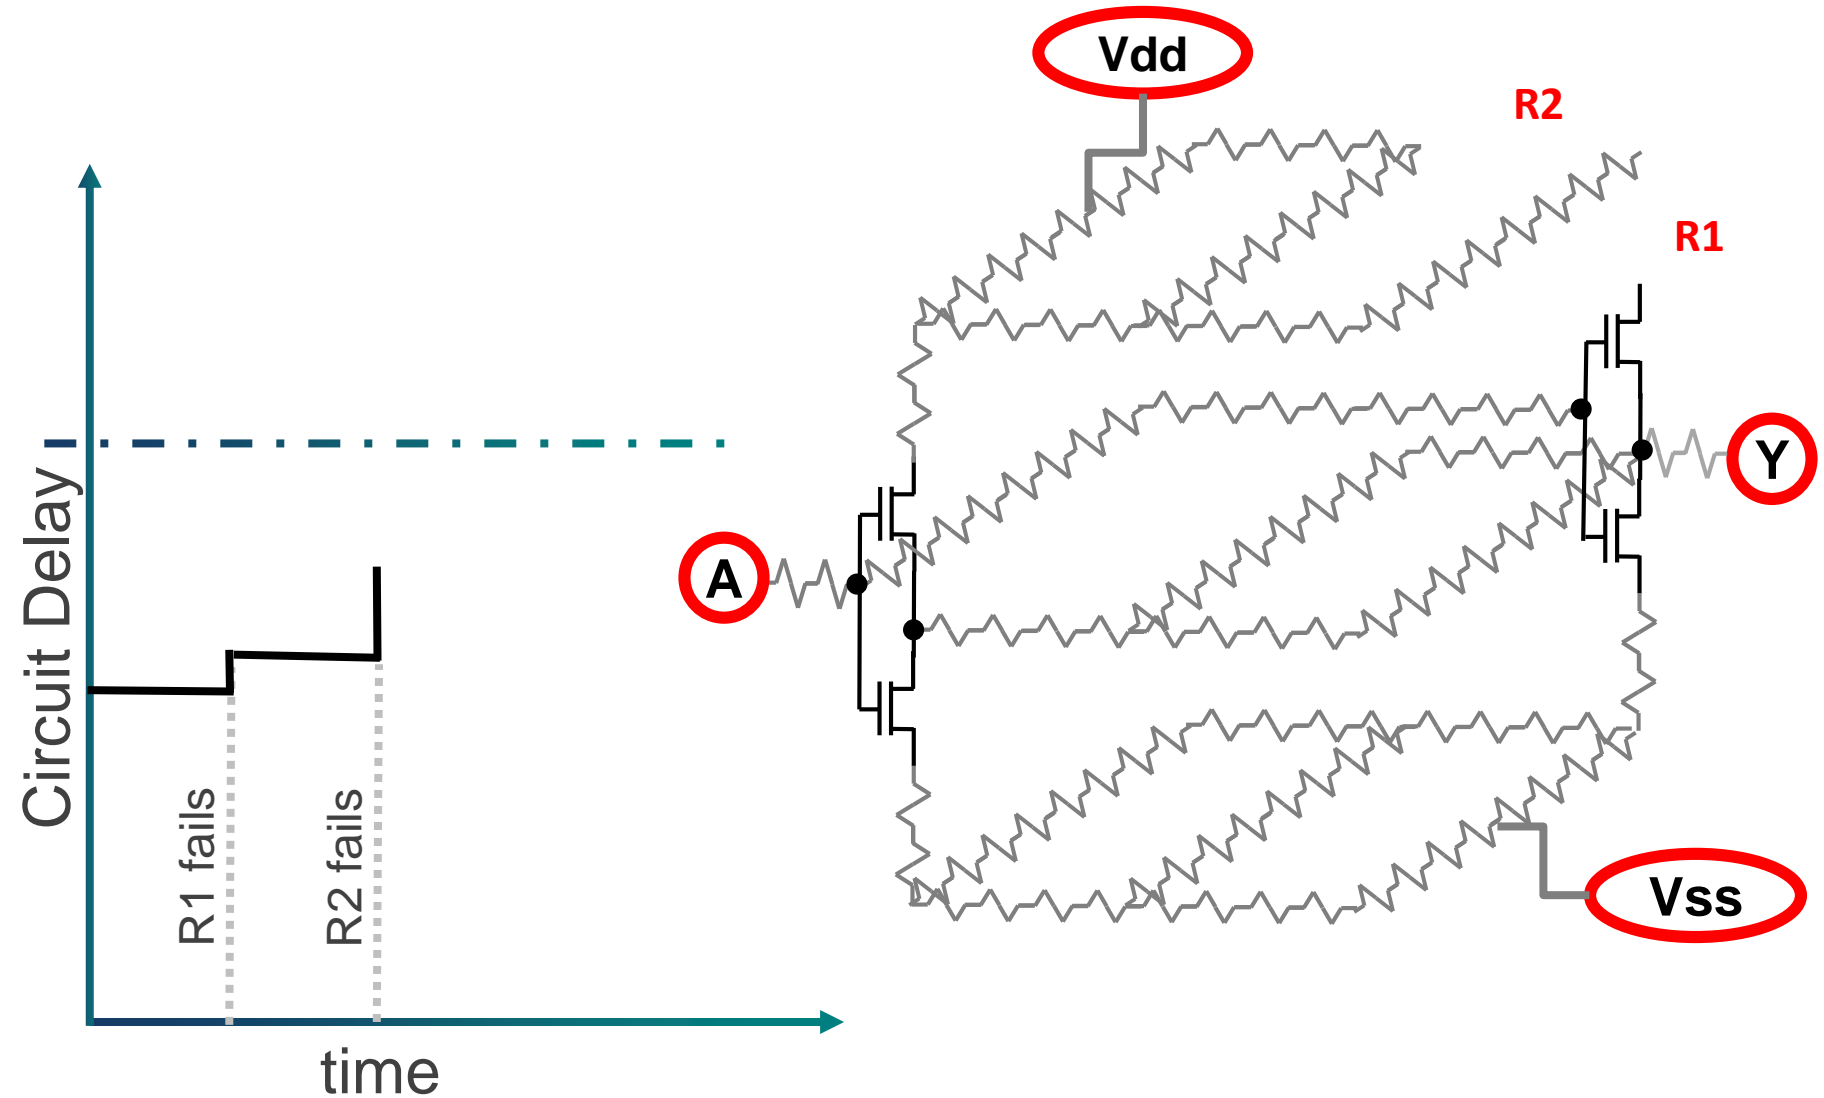 Vdd
R2
R1
A
Y
Vss
Circuit Delay
R1 fails
R2 fails
time